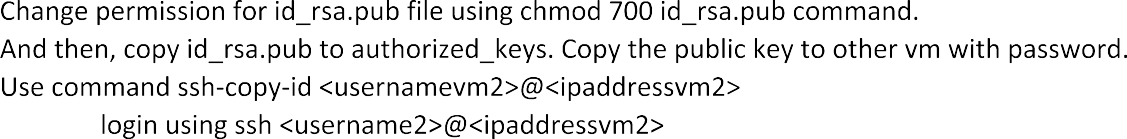 Change permission for id_rsa.pub file using chmod 700 id_rsa.pub command.
And then, copy id_rsa.pub to authorized_keys. Copy the public key to other vm with password.
Use command ssh-copy-id <usernamevm2>@<ipaddressvm2>
login using ssh <username2>@<ipaddressvm2>